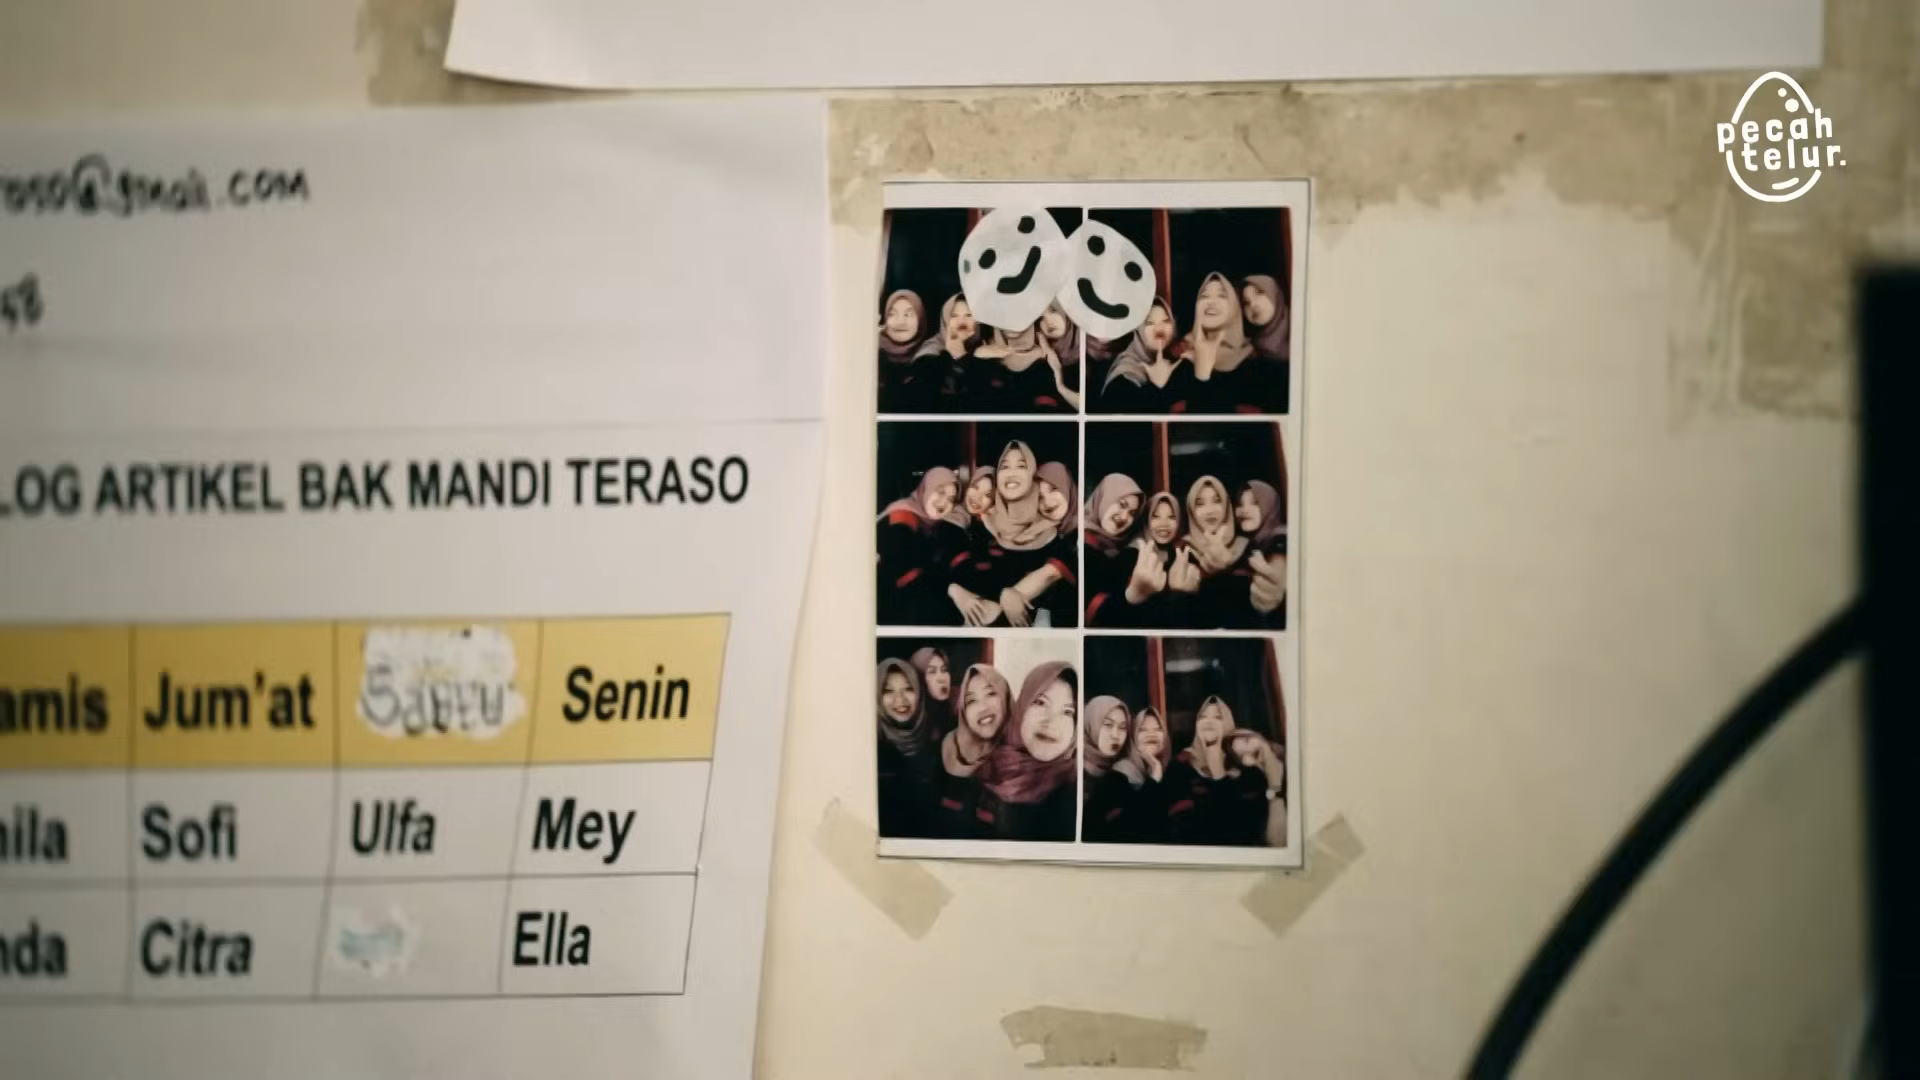 @gmail.com
LOG ARTIKEL BAK MANDI TERASO
amis Jum'at Sabtu Senin
ila Sofi Ulfa Mey
nda Citra Ella
pecah
telur.